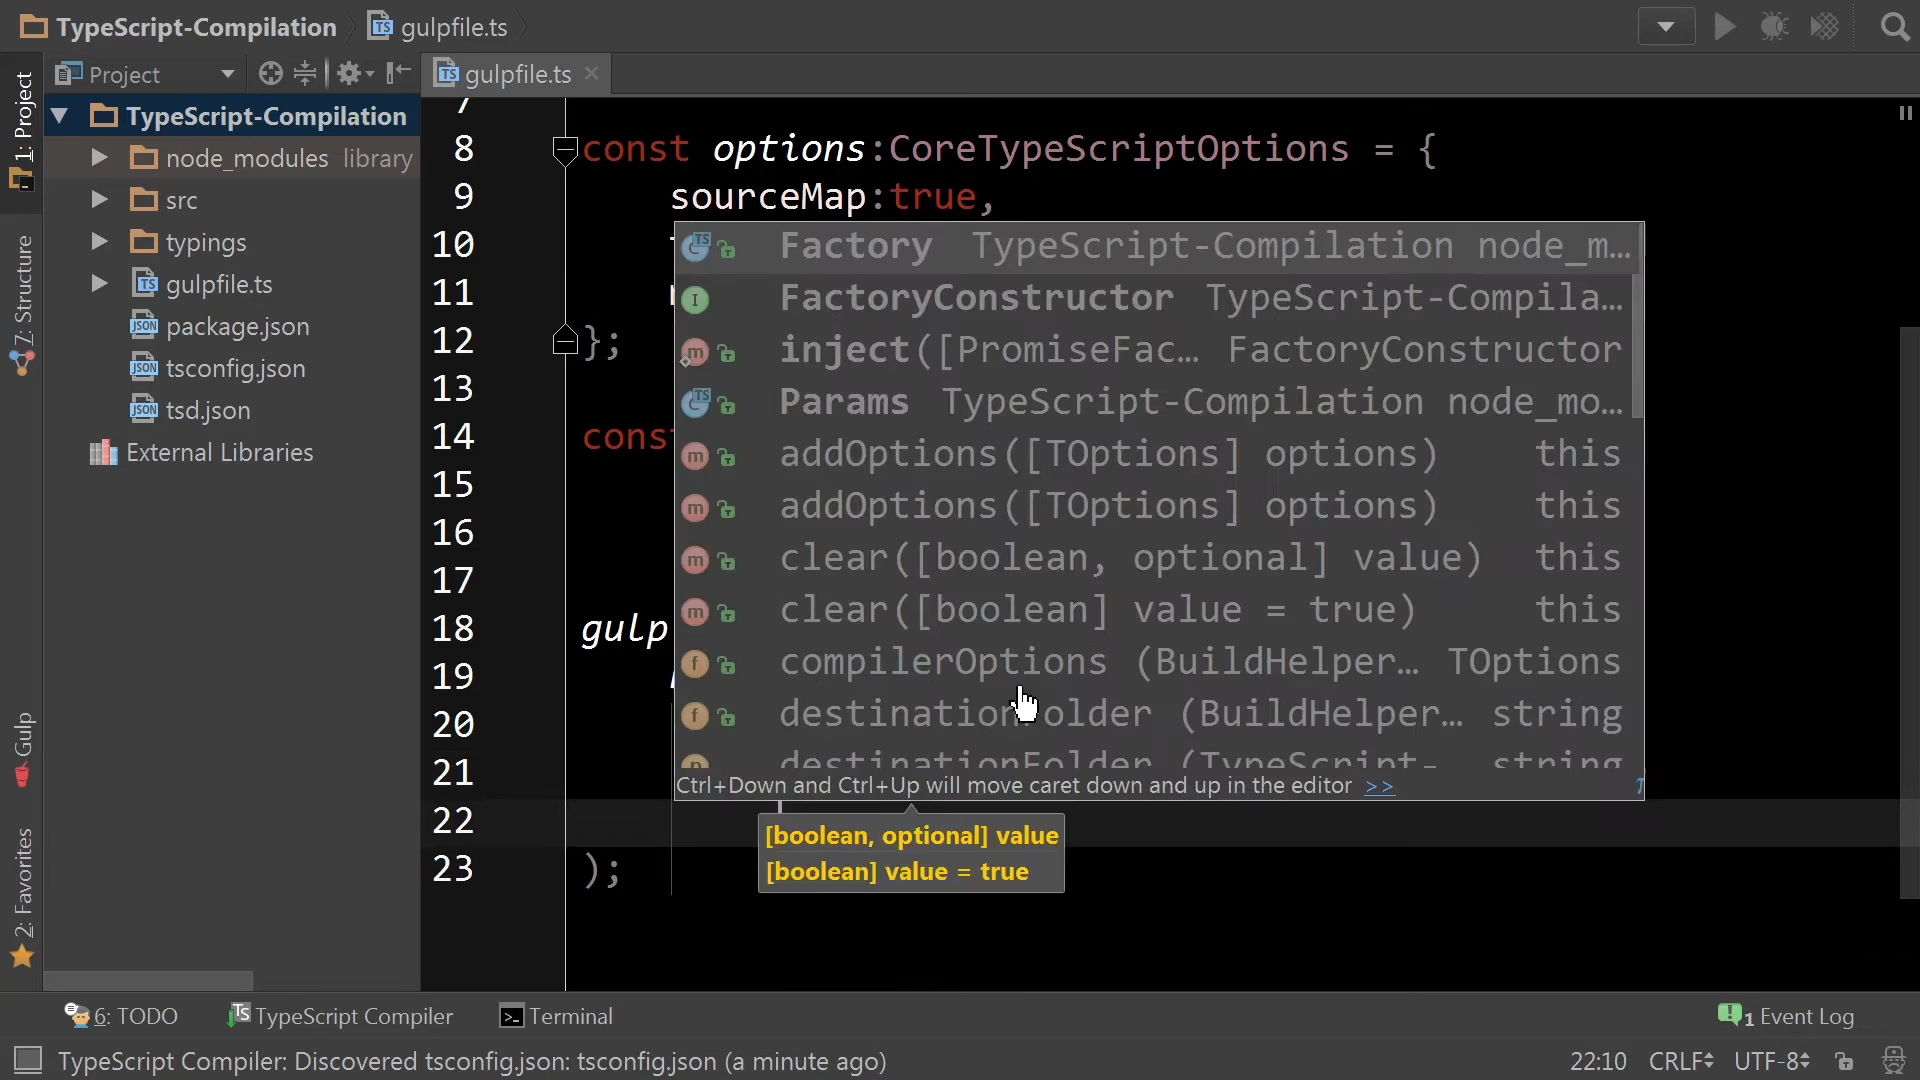 TypeScript-Compilation
gulpfile.ts
1: Project
7: Structure
Gulp
2: Favorites
Project
TypeScript-Compilation
node_modules library
src
typings
gulpfile.ts
package.json
tsconfig.json
tsd.json
External Libraries
gulpfile.ts
7
8 const options:CoreTypeScriptOptions = {
9 sourceMap:true,
10
11
12 };
13
14 cons
15
16
17
18 gulp
19
20
21
22
23 );
Factory TypeScript-Compilation node_m…
FactoryConstructor TypeScript-Compila…
inject([PromiseFac… FactoryConstructor
Params TypeScript-Compilation node_mo…
addOptions([TOptions] options) this
addOptions([TOptions] options) this
clear([boolean, optional] value) this
clear([boolean] value = true) this
compilerOptions (BuildHelper… TOptions
destinationFolder (BuildHelper… string
destinationFolder (TypeScript- string
Ctrl+Down and Ctrl+Up will move caret down and up in the editor >>
[boolean, optional] value
[boolean] value = true
6: TODO
TypeScript Compiler
Terminal
1 Event Log
TypeScript Compiler: Discovered tsconfig.json: tsconfig.json (a minute ago)
22:10 CRLF UTF-8